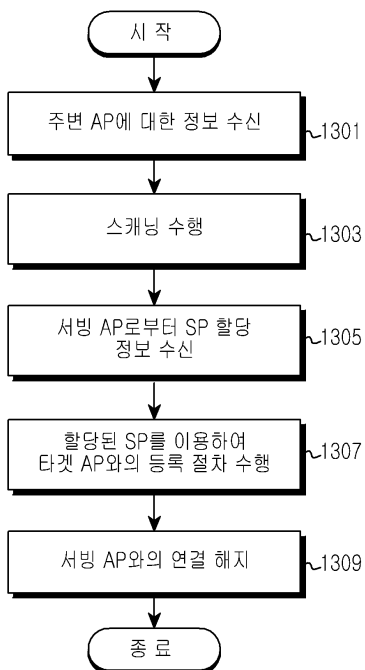 시 작
주변 AP에 대한 정보 수신
1301
스캐닝 수행
1303
서빙 AP로부터 SP 할당
정보 수신
1305
할당된 SP를 이용하여
타겟 AP와의 등록 절차 수행
1307
서빙 AP와의 연결 해지
1309
종 료